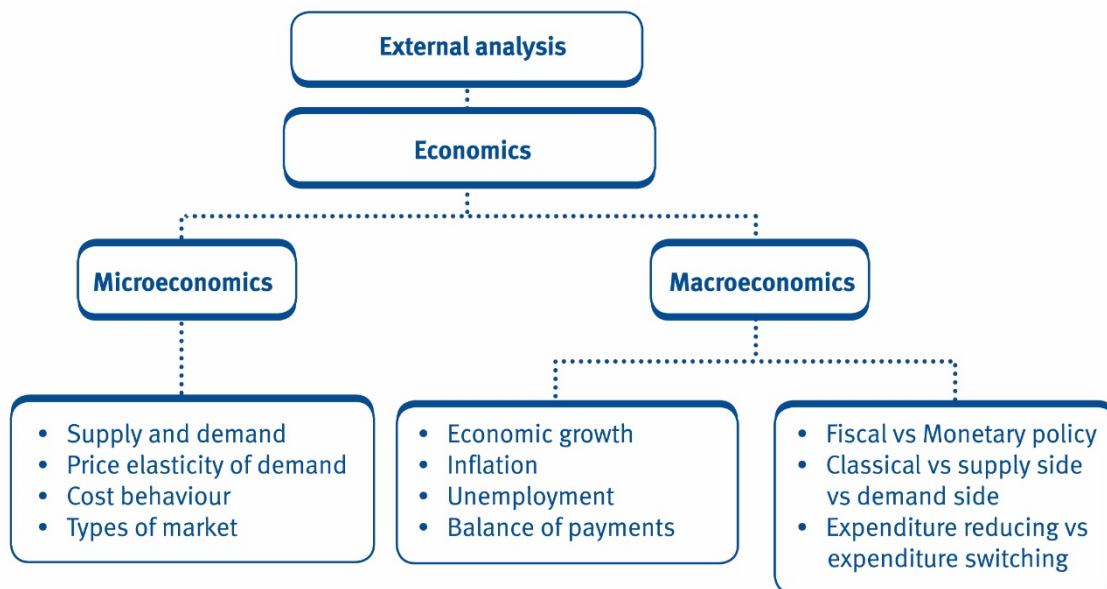 External analysis
Economics
Microeconomics
Macroeconomics
• Supply and demand
• Price elasticity of demand
• Cost behaviour
• Types of market
• Economic growth
• Inflation
• Unemployment
• Balance of payments
• Fiscal vs Monetary policy
• Classical vs supply side
vs demand side
• Expenditure reducing vs
expenditure switching